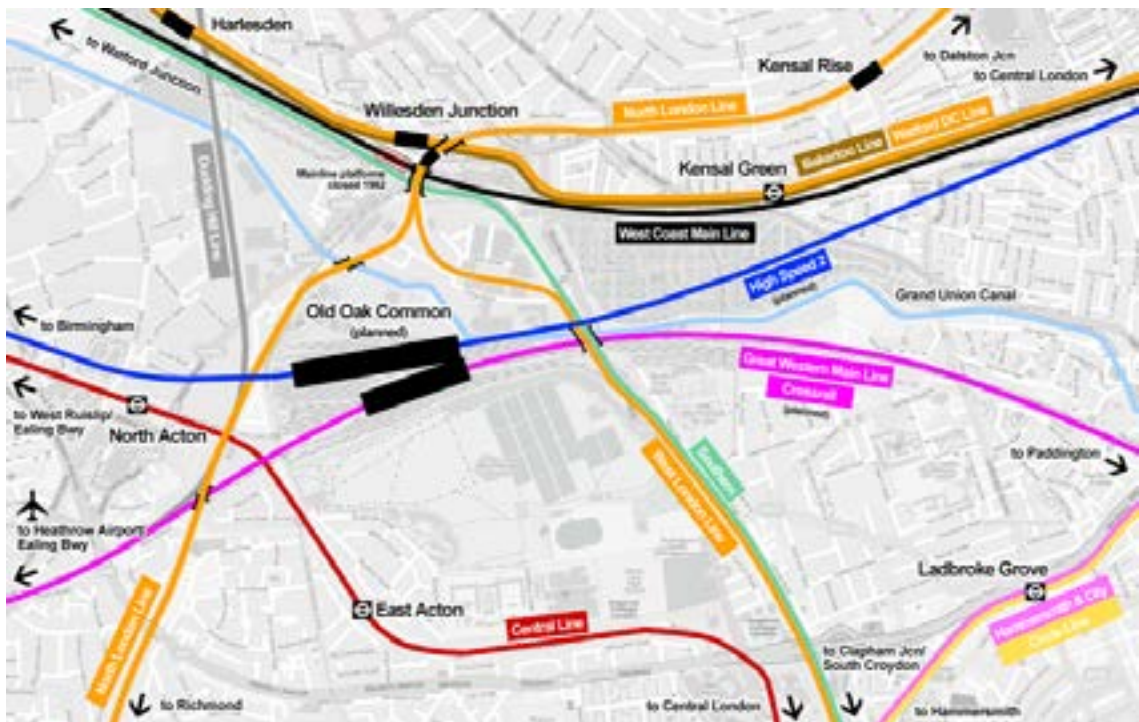 Harlesden
to Watford Junction
to Dalston Jcn
to Central London
Kensal Rise
Willesden Junction
North London Line
Bakerloo Line
Watford DC Line
Mainline platforms
closed 1962
Kensal Green
Dudding Hill Line
West Coast Main Line
High Speed 2
(planned)
Grand Union Canal
Old Oak Common
(planned)
to Birmingham
Great Western Main Line
Crossrail
(planned)
to West Ruislip/
Ealing Bwy
North Acton
to Paddington
Southern
West London Line
to Heathrow Airport/
Ealing Bwy
Ladbroke Grove
East Acton
Central Line
Hammersmith & City
Circle Line
North London Line
to Clapham Jcn/
South Croydon
to Richmond
to Central London
to Hammersmith